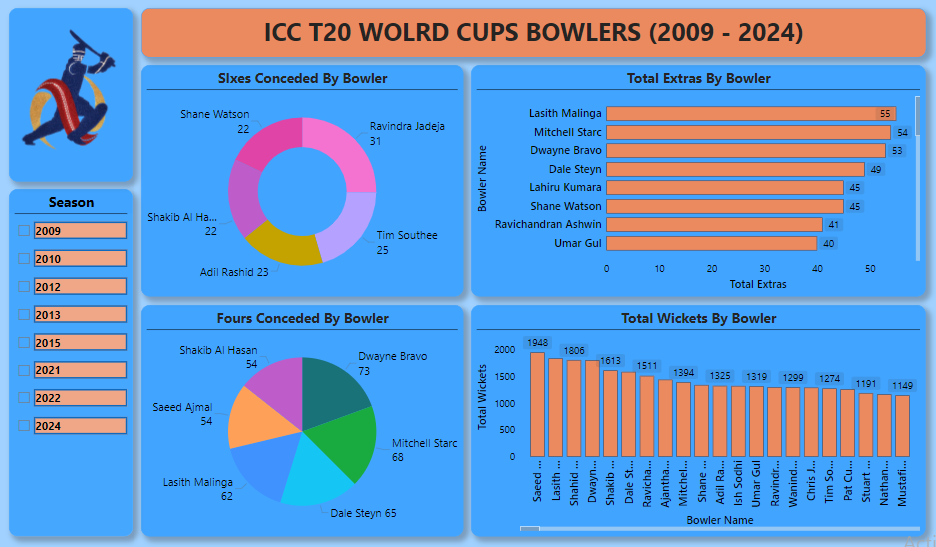 ICC T20 WOLRD CUPS BOWLERS (2009 - 2024)
Season
2009
2010
2012
2013
2015
2021
2022
2024
SIxes Conceded By Bowler
Shane Watson
22
Ravindra Jadeja
31
Shakib Al Ha...
22
Tim Southee
25
Adil Rashid 23
Total Extras By Bowler
Bowler Name
Lasith Malinga
55
Mitchell Starc
54
Dwayne Bravo
53
Dale Steyn
49
Lahiru Kumara
45
Shane Watson
45
Ravichandran Ashwin
41
Umar Gul
40
0 10 20 30 40 50
Total Extras
Fours Conceded By Bowler
Shakib Al Hasan
54
Dwayne Bravo
73
Saeed Ajmal
54
Mitchell Starc
68
Lasith Malinga
62
Dale Steyn 65
Total Wickets By Bowler
Total Wickets
2000
1500
1000
500
0
1948
1806
1613
1511
1394
1325
1319
1299
1274
1191
1149
Saeed ...
Lasith ...
Shahid ...
Dwayn...
Shakib ...
Dale St...
Ravicha...
Ajantha...
Mitchel...
Shane ...
Adil Ra...
Ish Sodhi
Umar Gul
Ravindr...
Wanind...
Chris J...
Tim So...
Pat Cu...
Stuart ...
Nathan...
Mustafi...
Bowler Name